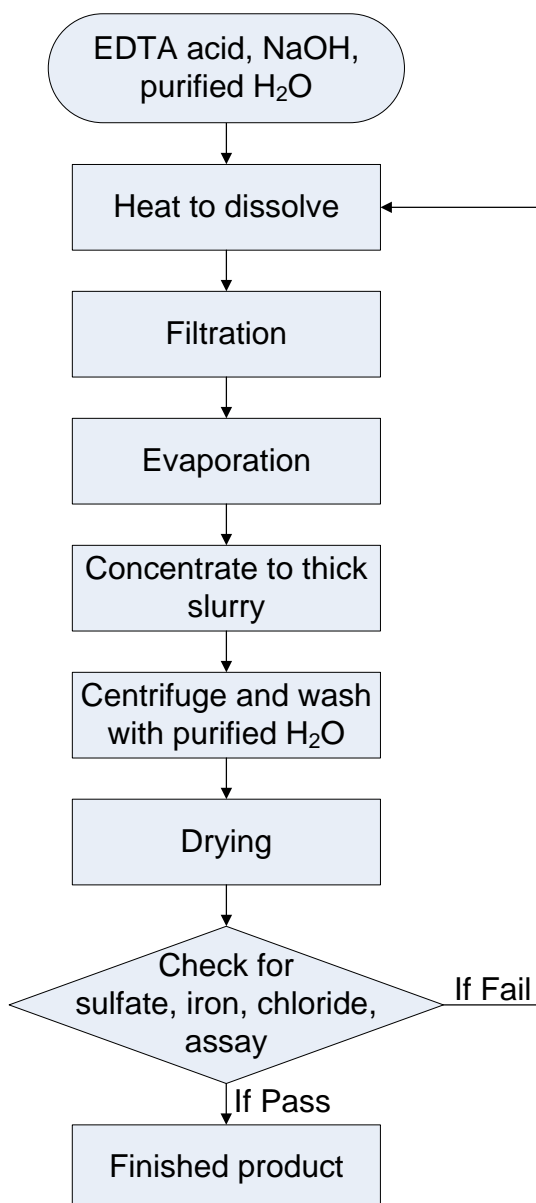 EDTA acid, NaOH,
purified H₂O
Heat to dissolve
Filtration
Evaporation
Concentrate to thick
slurry
Centrifuge and wash
with purified H₂O
Drying
Check for
sulfate, iron, chloride,
assay
If Fail
If Pass
Finished product